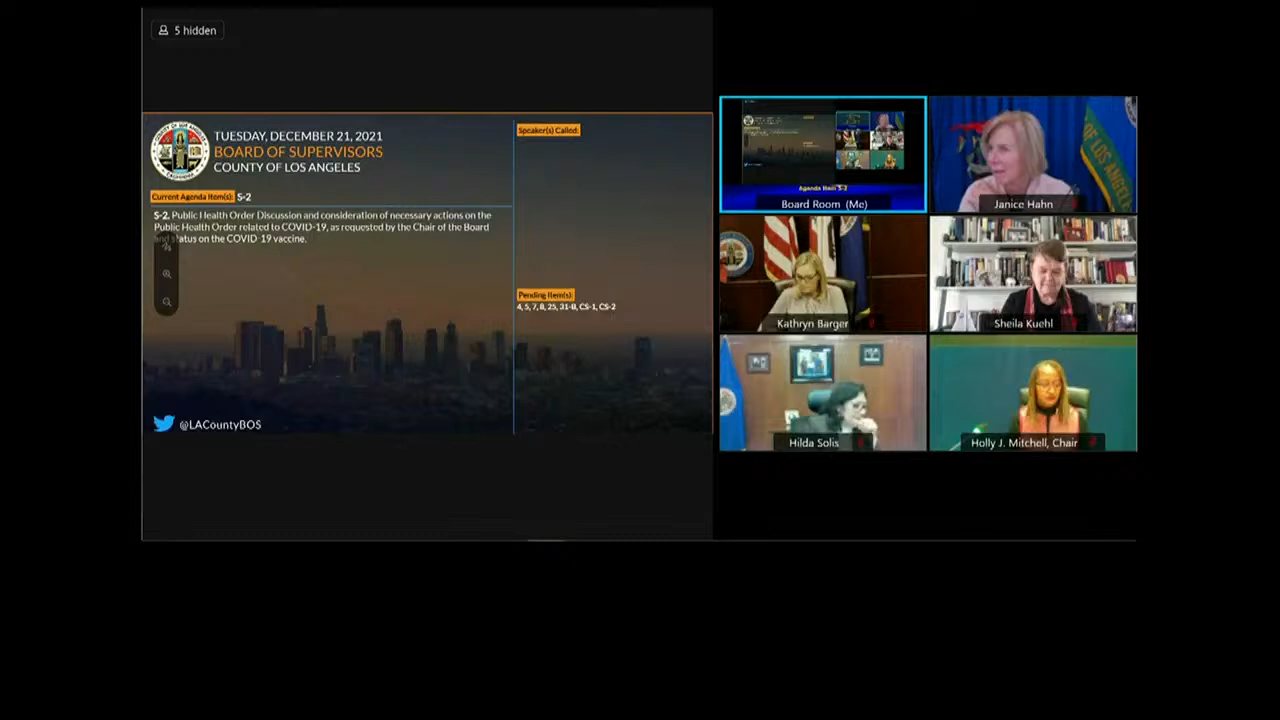 5 hidden
TUESDAY, DECEMBER 21, 2021
BOARD OF SUPERVISORS
COUNTY OF LOS ANGELES
Current Agenda Item(s): S-2
S-2. Public Health Order Discussion and consideration of necessary actions on the
Public Health Order related to COVID-19, as requested by the Chair of the Board
and status on the COVID-19 vaccine.
@LACountyBOS
Speaker(s) Called:
Pending Item(s):
4, 5, 7, 8, 25, 31-B, CS-1, CS-2
Agenda Item S-2
Board Room (Me)
Janice Hahn
Kathryn Barger
Sheila Kuehl
Hilda Solis
Holly J. Mitchell, Chair
OF LOS ANGELES